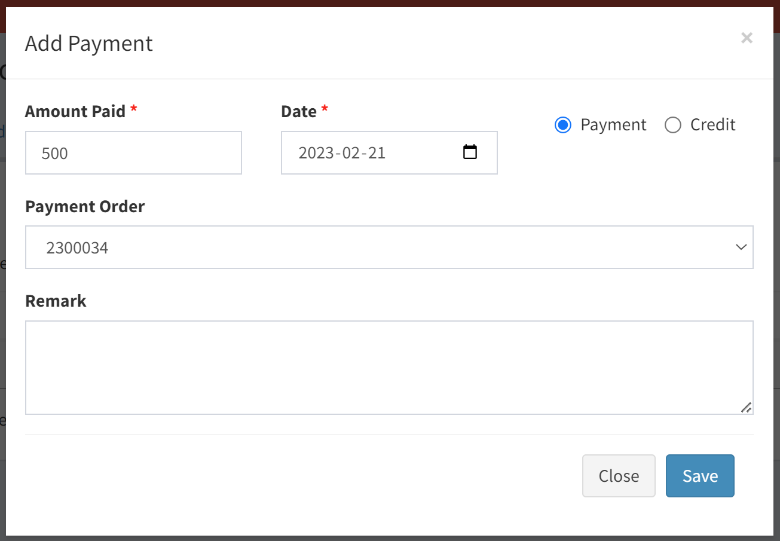 Add Payment ×
Amount Paid * Date *
Payment Credit
500 2023-02-21
Payment Order
2300034
Remark
Close Save